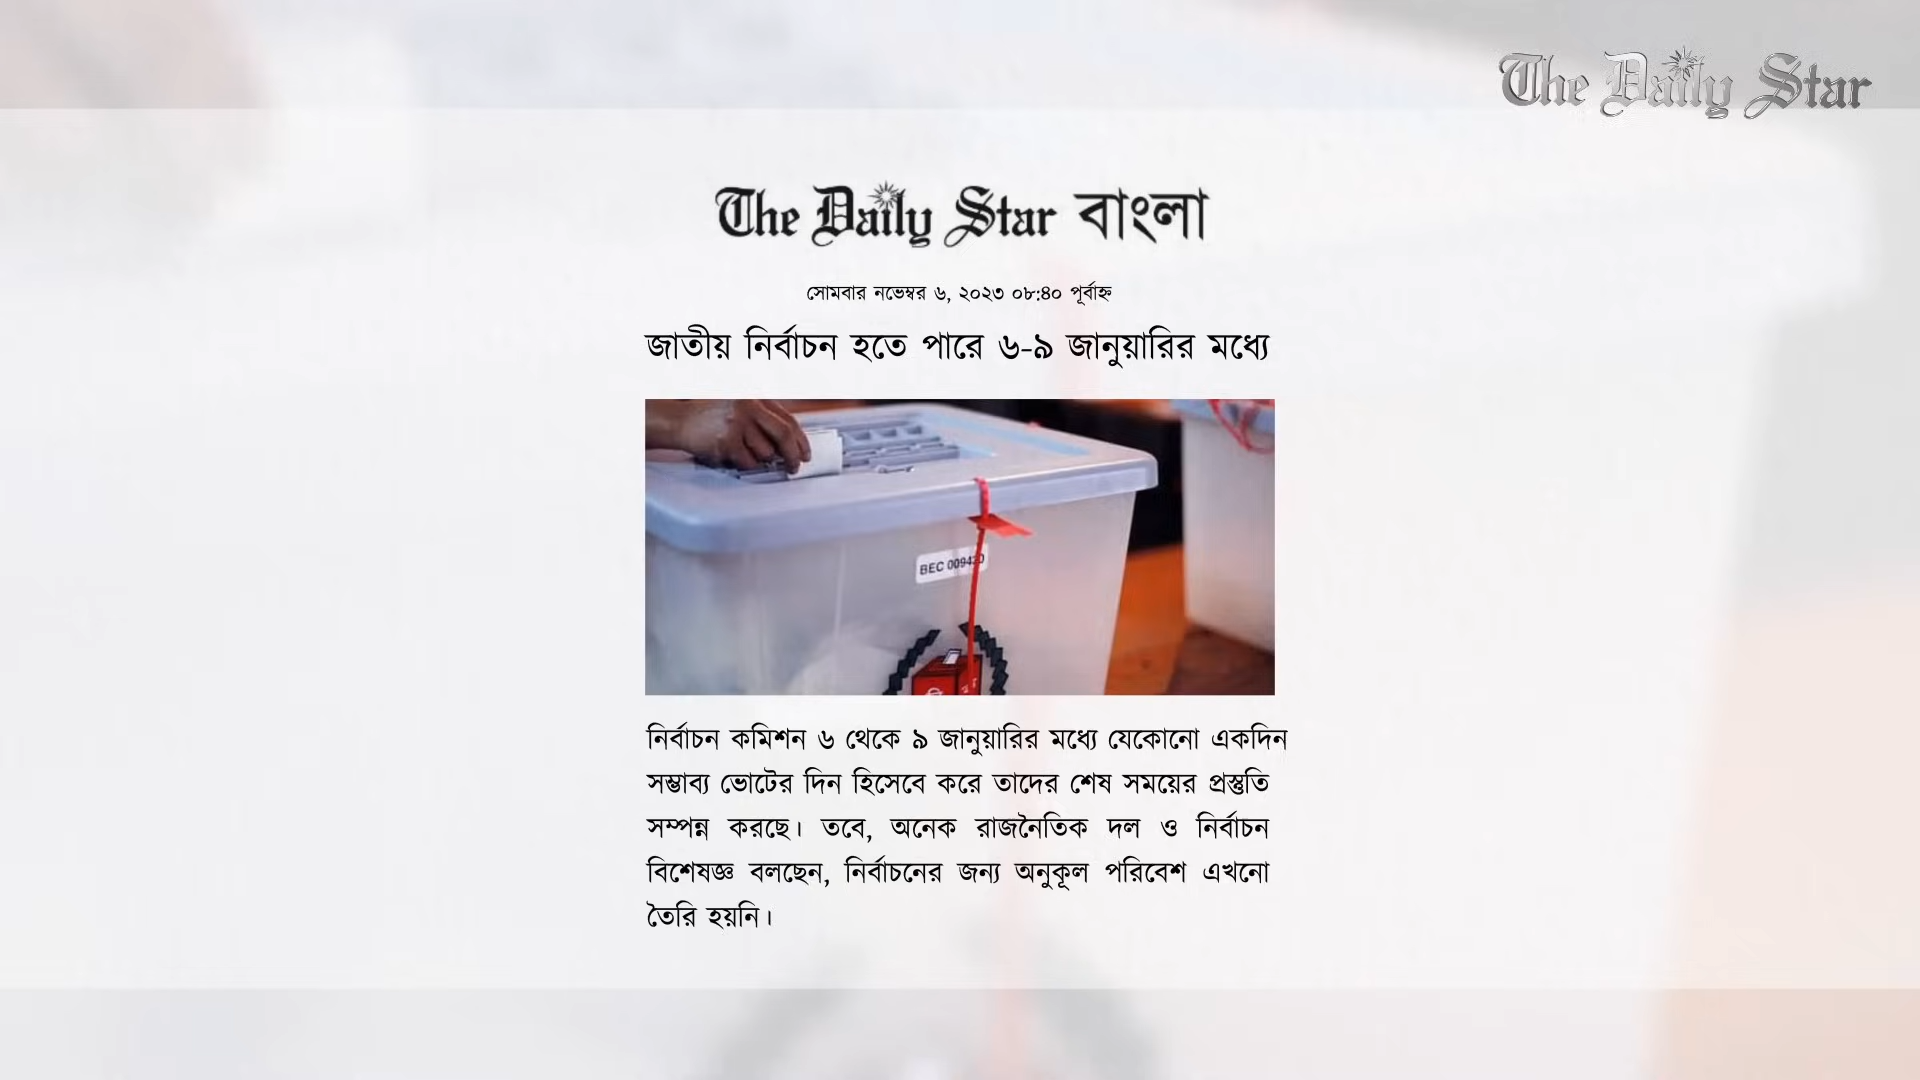 The Daily Star
The Daily Star বাংলা
সোমবার নভেম্বর ৬, ২০২৩ ০৮:৪০ পূর্বাহ্ন
জাতীয় নির্বাচন হতে পারে ৬-৯ জানুয়ারির মধ্যে
BEC
নির্বাচন কমিশন ৬ থেকে ৯ জানুয়ারির মধ্যে যেকোনো একদিন
সম্ভাব্য ভোটের দিন হিসেবে করে তাদের শেষ সময়ের প্রস্তুতি
সম্পন্ন করছে। তবে, অনেক রাজনৈতিক দল ও নির্বাচন
বিশেষজ্ঞ বলছেন, নির্বাচনের জন্য অনুকূল পরিবেশ এখনো
তৈরি হয়নি।